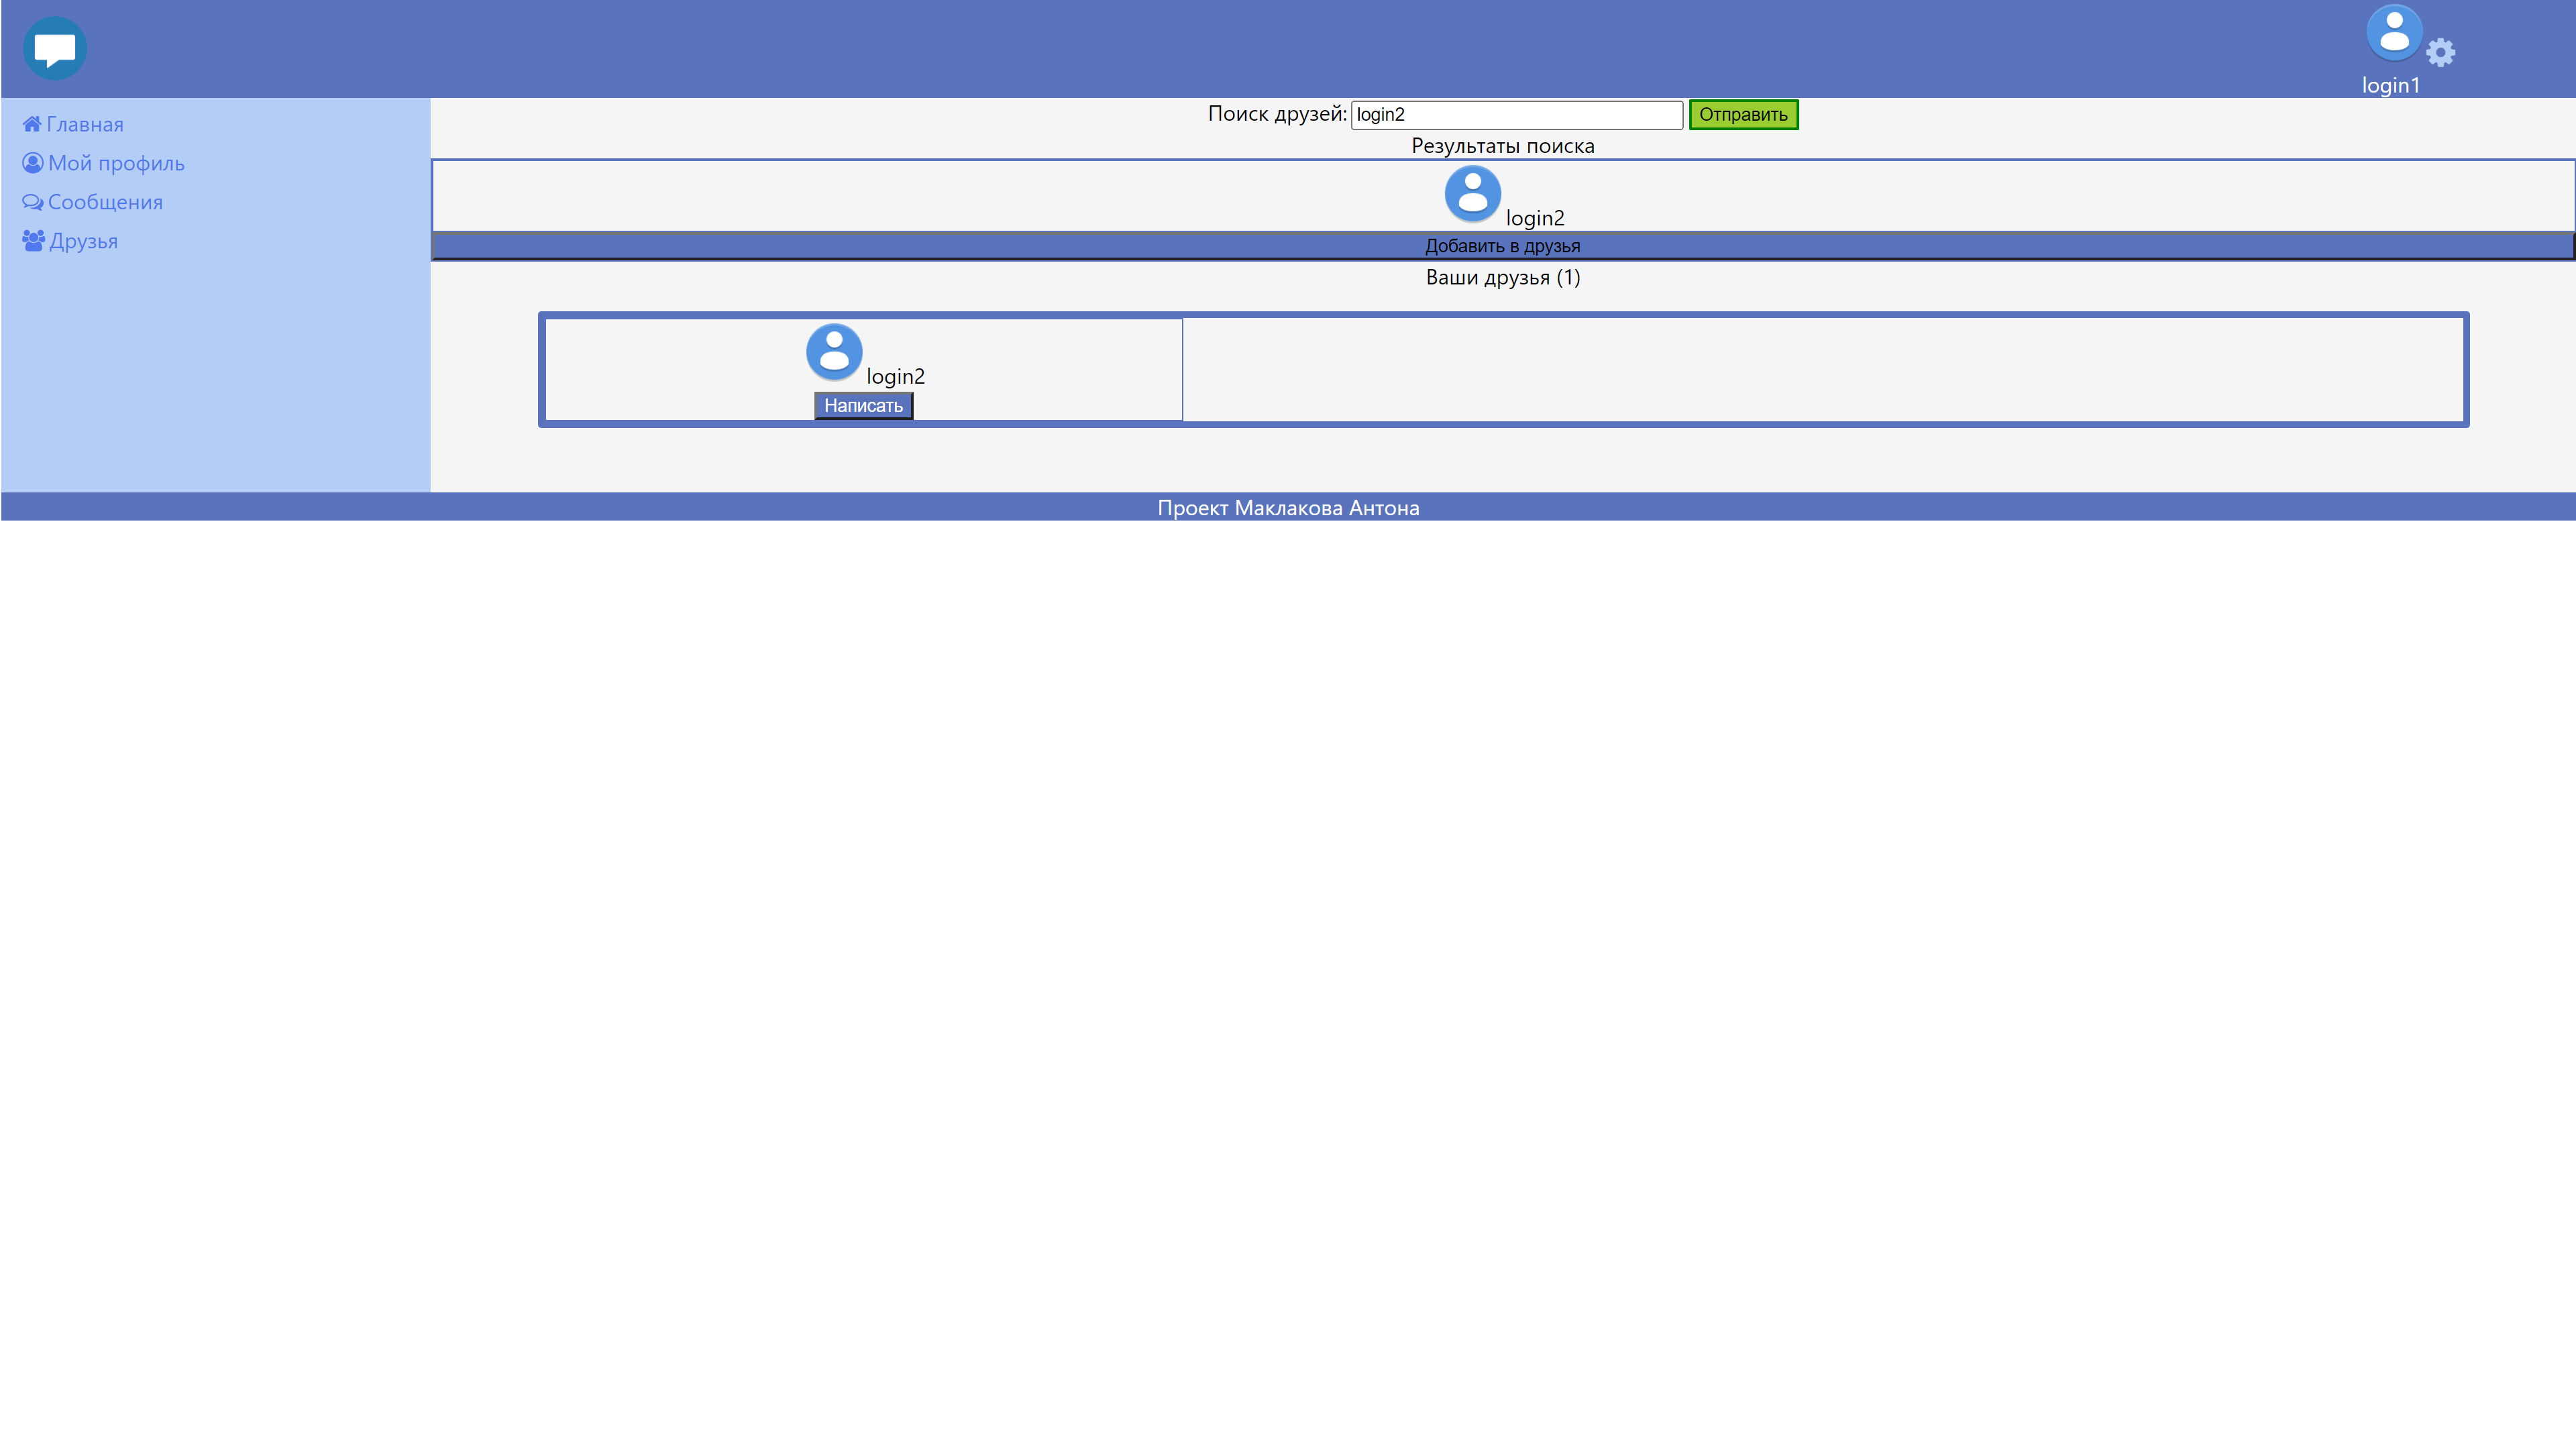 login1
Главная
Мой профиль
Сообщения
Друзья
Поиск друзей: login2 Отправить
Результаты поиска
login2
Добавить в друзья
Ваши друзья (1)
login2
Написать
Проект Маклакова Антона